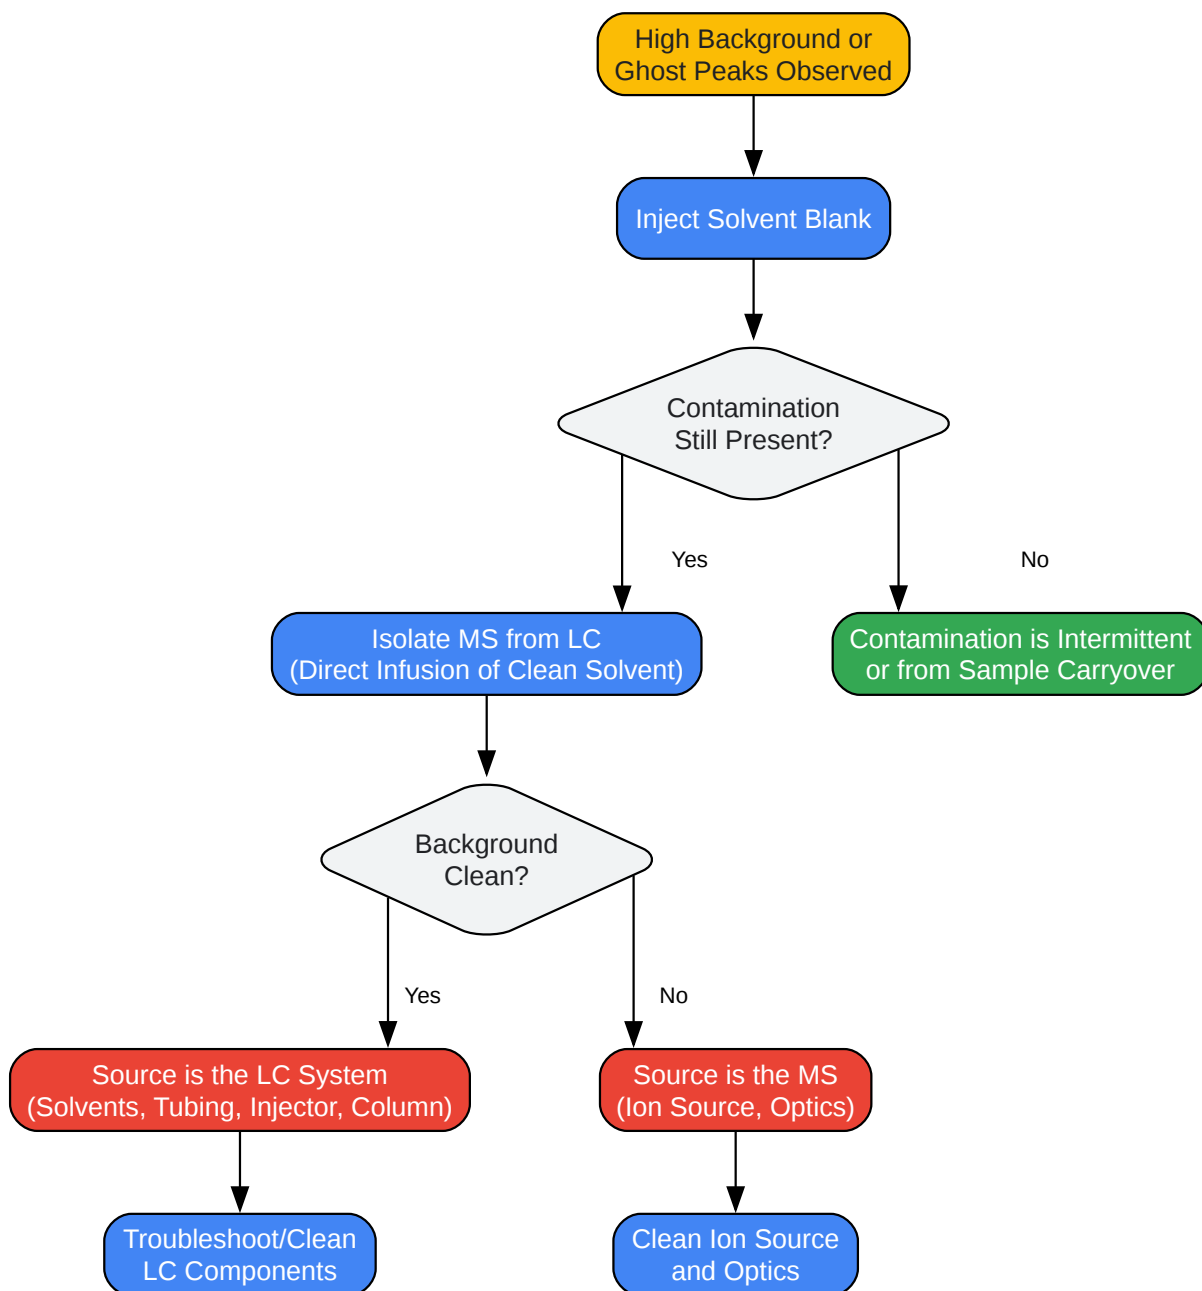 High Background or
Ghost Peaks Observed
Inject Solvent Blank
Contamination
Still Present?
Yes
No
Isolate MS from LC
(Direct Infusion of Clean Solvent)
Contamination is Intermittent
or from Sample Carryover
Background
Clean?
Yes
No
Source is the LC System
(Solvents, Tubing, Injector, Column)
Source is the MS
(Ion Source, Optics)
Troubleshoot/Clean
LC Components
Clean Ion Source
and Optics